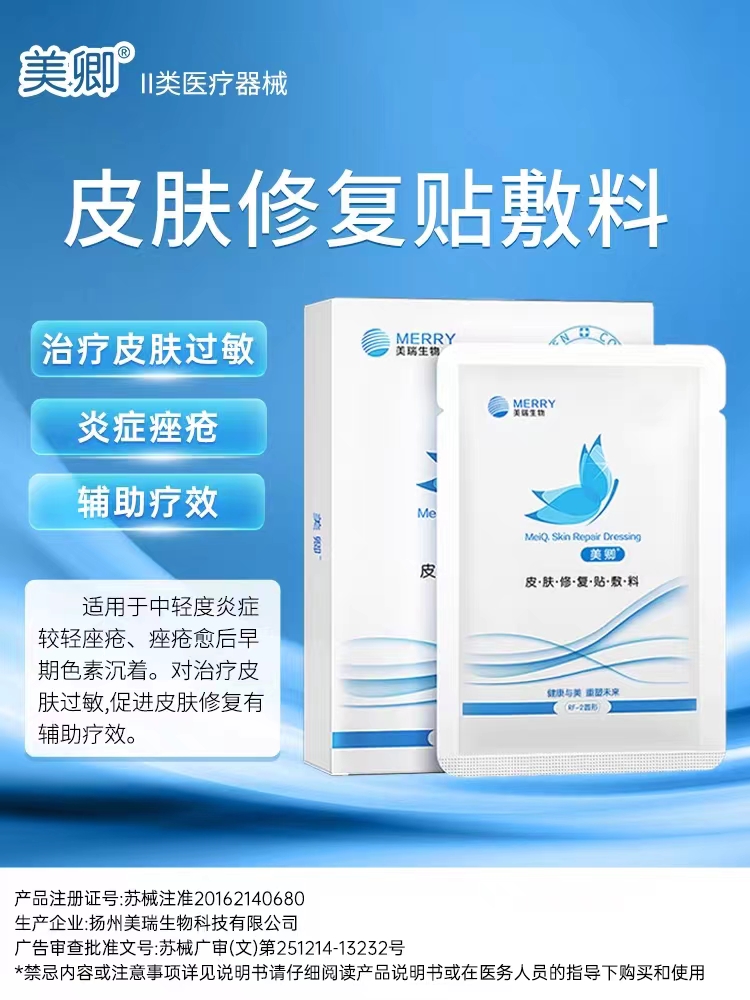 美卿®
II类医疗器械
皮肤修复贴敷料
治疗皮肤过敏
炎症痤疮
辅助疗效
适用于中轻度炎症
较轻座疮、痤疮愈后早
期色素沉着。对治疗皮
肤过敏,促进皮肤修复有
辅助疗效。
MERRY
美瑞生物
美卿
MERRY
美瑞生物
MeiQ. Skin Repair Dressing
美卿
皮·肤·修·复·贴·敷·料
健康与美 重塑未来
RF-2圆形
产品注册证号:苏械注准20162140680
生产企业:扬州美瑞生物科技有限公司
广告审查批准文号:苏械广审(文)第251214-13232号
*禁忌内容或注意事项详见说明书请仔细阅读产品说明书或在医务人员的指导下购买和使用